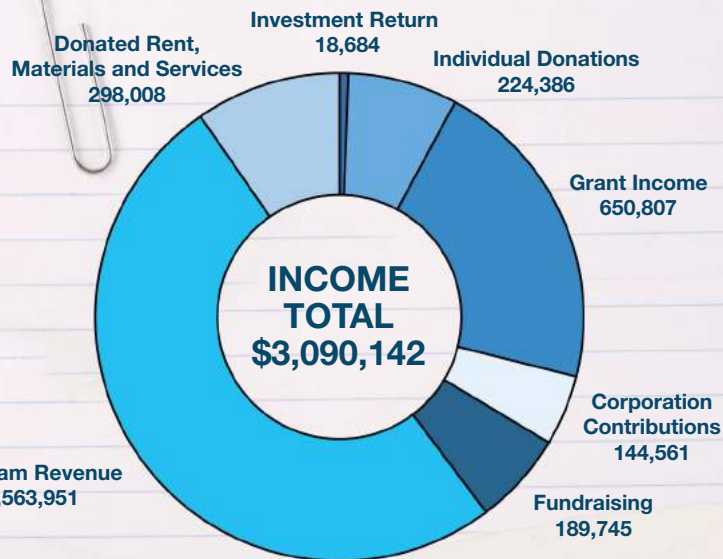 Investment Return
18,684
Donated Rent,
Materials and Services
298,008
Individual Donations
224,386
Grant Income
650,807
INCOME
TOTAL
$3,090,142
Corporation
Contributions
144,561
Revenue
Fundraising
189,745